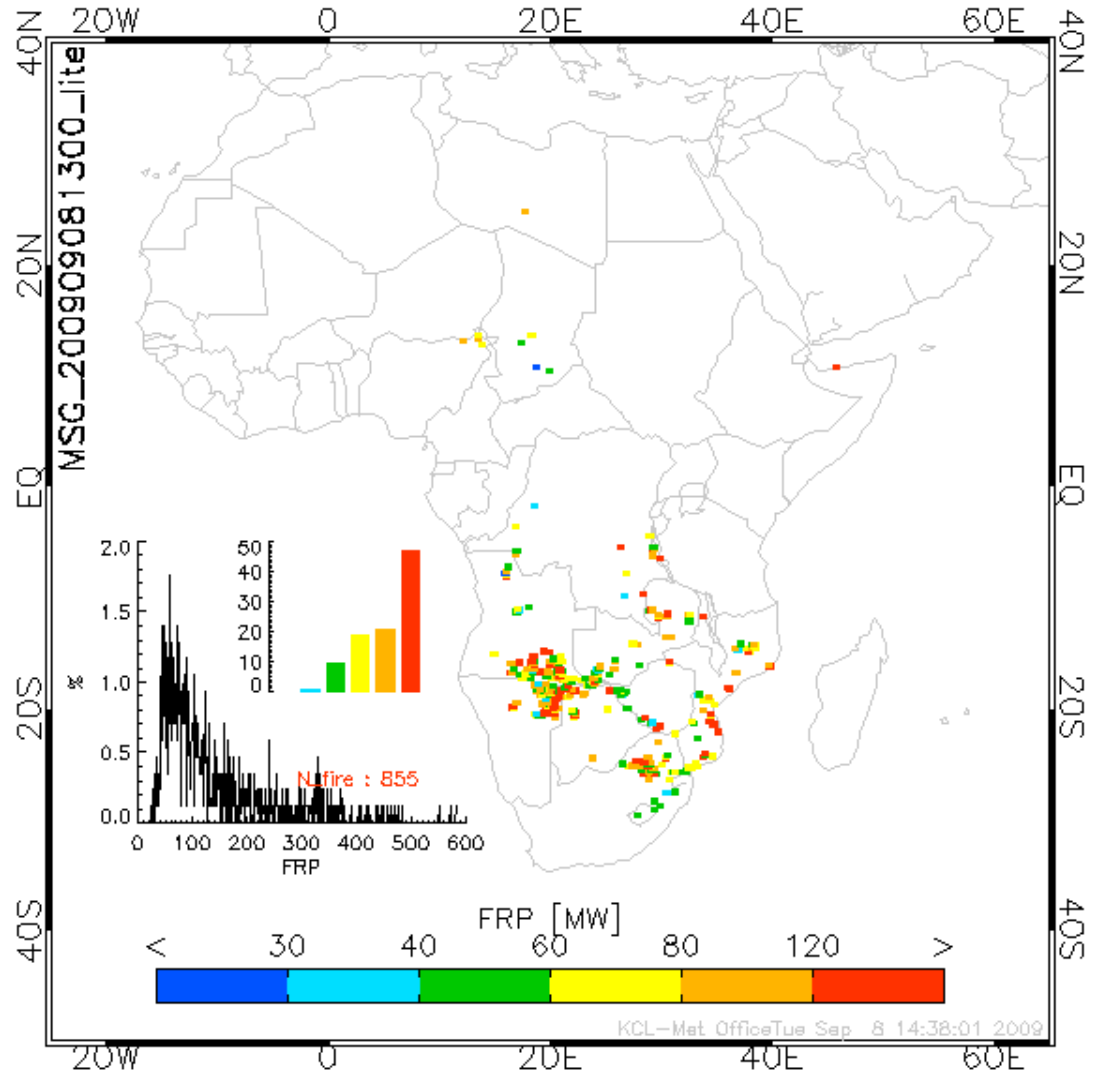 20W 0 20E 40E 60E
40N 40N
MSG_200909081300_lite
20N 20N
EQ EQ
2.0 50
40
1.5 30
20
% 1.0 10
0
20S 20S
0.5
N_fire : 855
0.0
0 100 200 300 400 500 600
FRP
FRP [MW]
40S 40S
< 30 40 60 80 120 >
KCL-Met OfficeTue Sep 8 14:38:01 2009
20W 0 20E 40E 60E